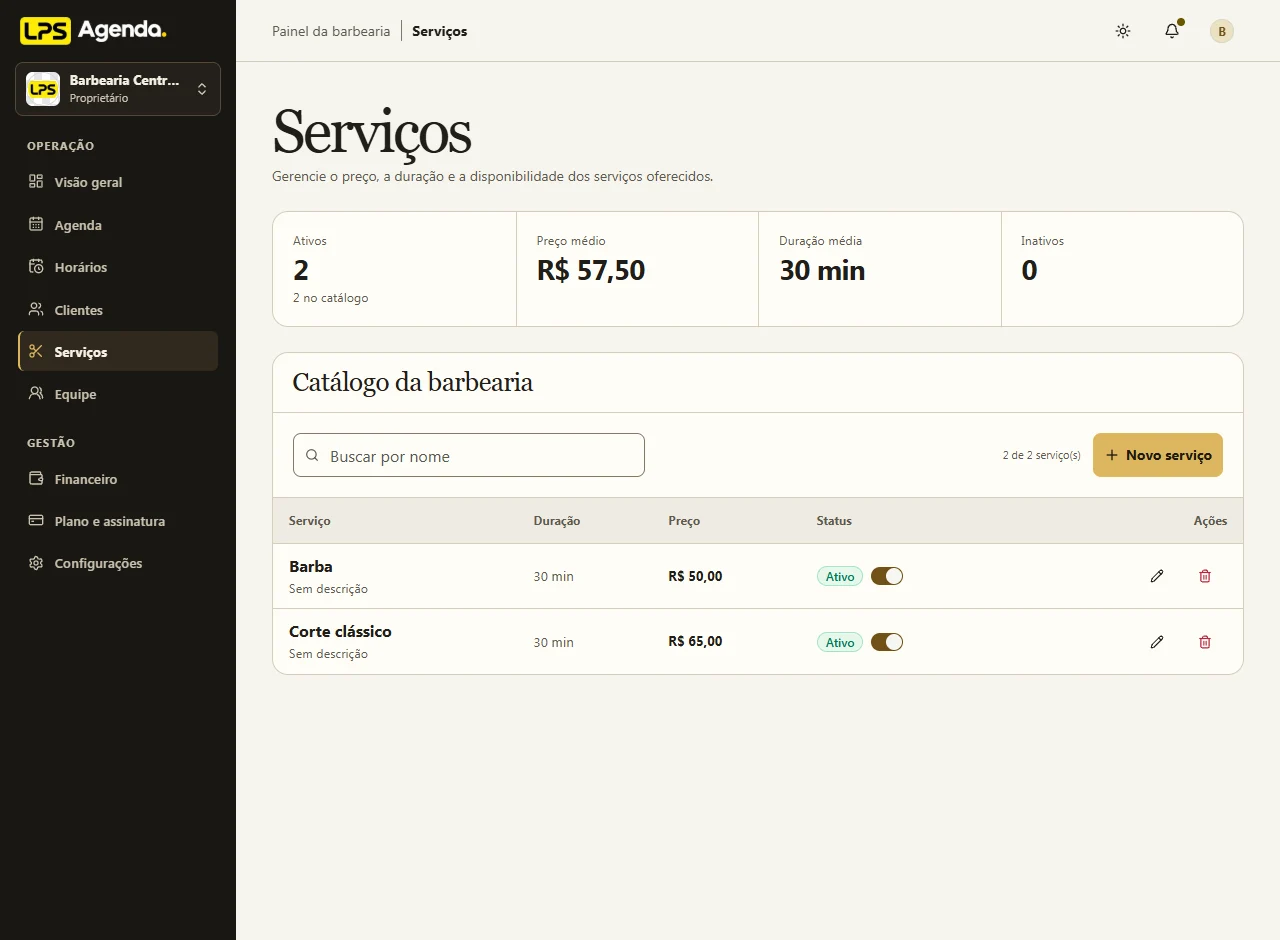 LPS Agenda.
LPS
Barbearia Centr...
Proprietário
OPERAÇÃO
Visão geral
Agenda
Horários
Clientes
Serviços
Equipe
GESTÃO
Financeiro
Plano e assinatura
Configurações
Painel da barbearia
Serviços
B
Serviços
Gerencie o preço, a duração e a disponibilidade dos serviços oferecidos.
Ativos
2
2 no catálogo
Preço médio
R$ 57,50
Duração média
30 min
Inativos
0
Catálogo da barbearia
Buscar por nome
2 de 2 serviço(s)
+ Novo serviço
Serviço Duração Preço Status Ações
Barba
Sem descrição
30 min
R$ 50,00
Ativo
Corte clássico
Sem descrição
30 min
R$ 65,00
Ativo